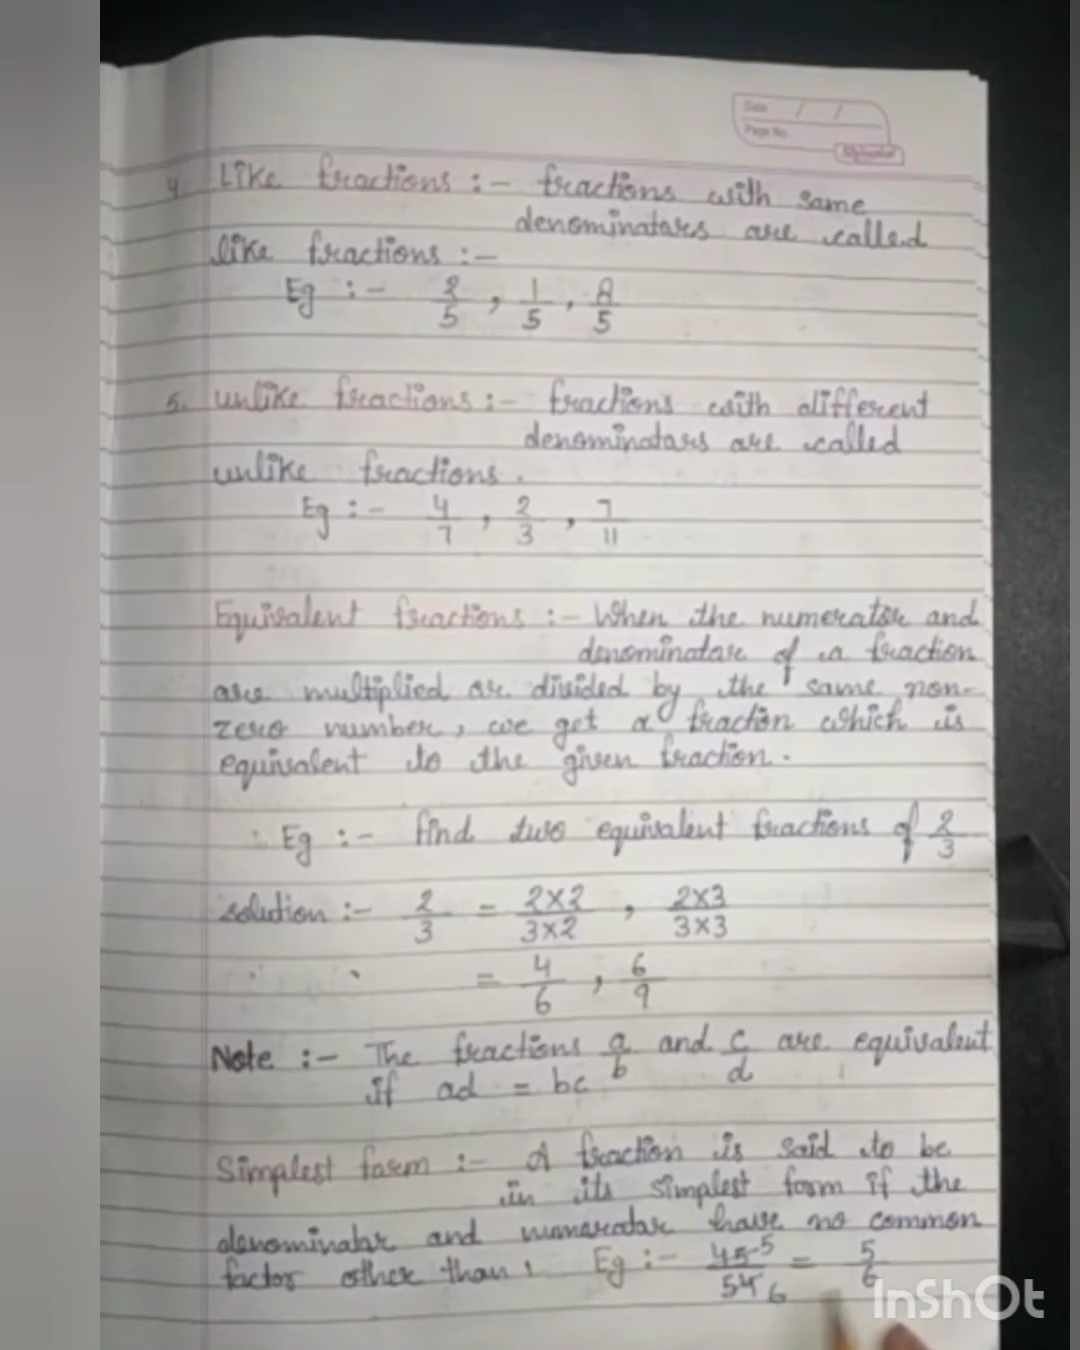 Date / /
Page No.
4. Like fractions :- fractions with same
denominators are called
like fractions :-
Eg :- 2/5 , 1/5 , 8/5
5. unlike fractions :- fractions with different
denominators are called
unlike fractions .
Eg :- 4/7 , 2/3 , 7/11
Equivalent fractions :- When the numerator and
denominator of a fraction
are multiplied or divided by the same non-
zero number, we get a fraction which is
equivalent to the given fraction .
Eg :- find two equivalent fractions of 2/3
solution :- 2/3 = 2×2/3×2 , 2×3/3×3
= 4/6 , 6/9
Note :- The fractions a/b and c/d are equivalent
if ad = bc
Simplest form :- A fraction is said to be
in its simplest form if the
denominator and numerator have no common
factor other than 1 Eg :- 45 5/54 6 = 5/6
InShOt